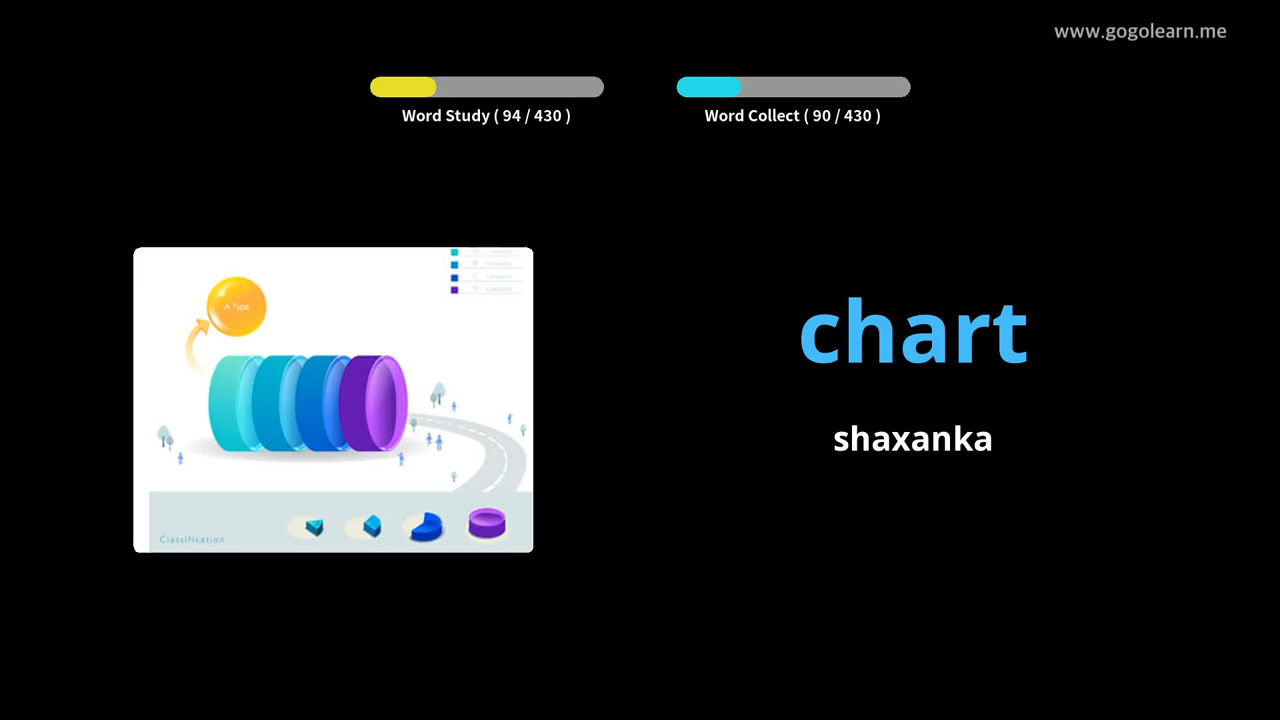 www.gogolearn.me
Word Study ( 94 / 430 )
Word Collect ( 90 / 430 )
A Type
C
chart
shaxanka
Classification